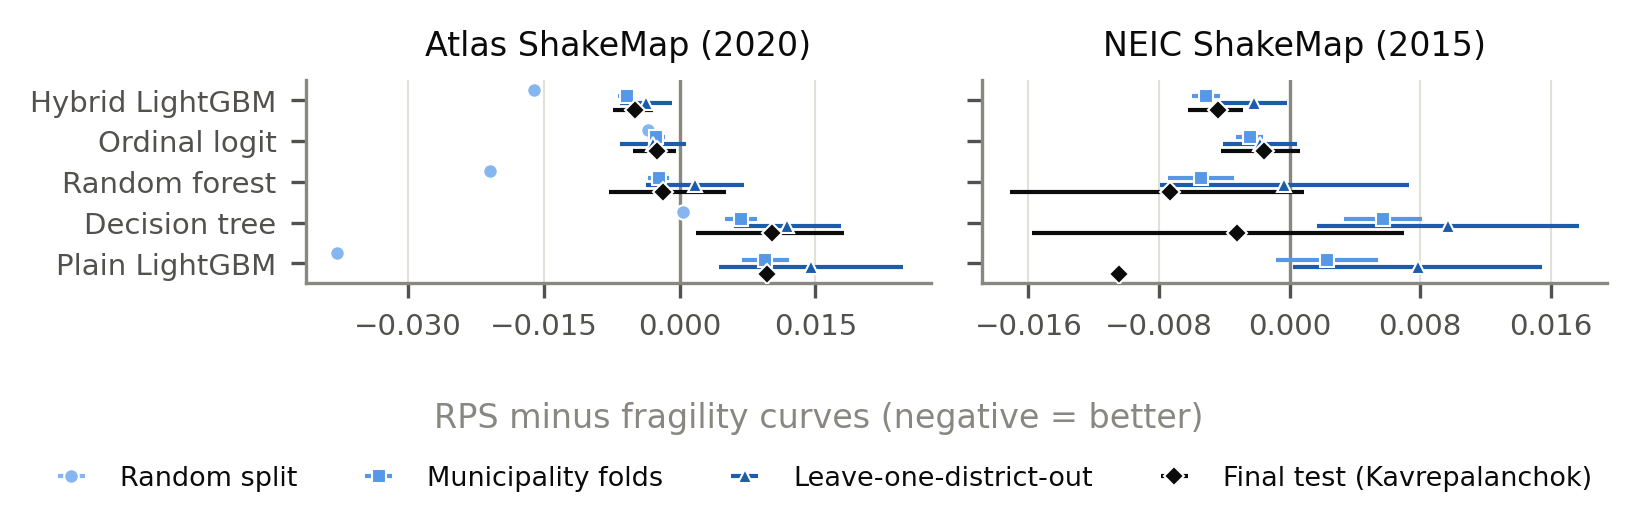 Atlas ShakeMap (2020)
NEIC ShakeMap (2015)
Hybrid LightGBM
Ordinal logit
Random forest
Decision tree
Plain LightGBM
−0.030 −0.015 0.000 0.015
−0.016 −0.008 0.000 0.008 0.016
RPS minus fragility curves (negative = better)
Random split Municipality folds Leave-one-district-out Final test (Kavrepalanchok)